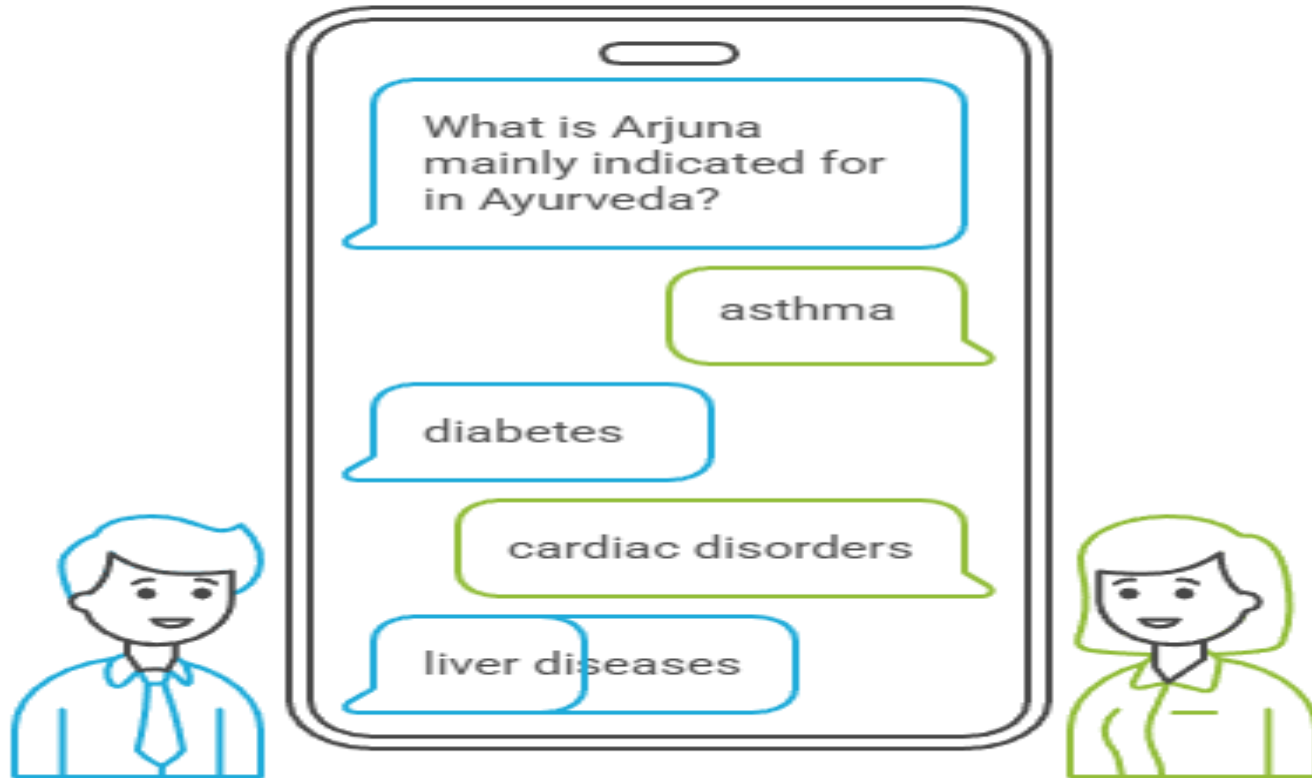 What is Arjuna
mainly indicated for
in Ayurveda?
asthma
diabetes
cardiac disorders
liver diseases